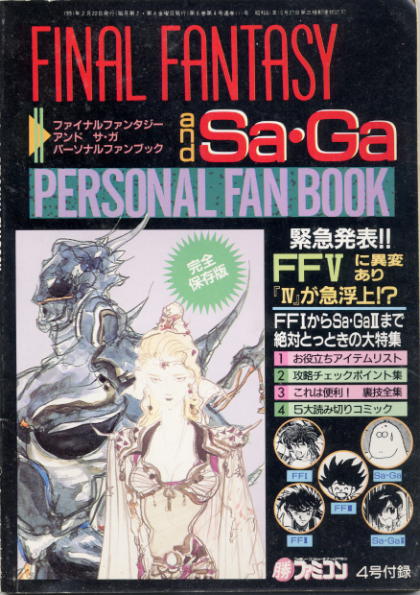 FINAL FANTASY
ファイナルファンタジー
アンド サ・ガ
パーソナルファンブック
and
Sa・Ga
PERSONAL FAN BOOK
完全
保存版
緊急発表!!
FFⅤに異変
あり
『Ⅳ』が急浮上!?
FFⅠからSa・GaⅡまで
絶対とっときの大特集
1 お役立ちアイテムリスト
2 攻略チェックポイント集
3 これは便利! 裏技全集
4 5大読み切りコミック
FFⅠ
Sa・Ga
FFⅢ
FFⅡ
Sa・GaⅡ
勝ファミコン
4号付録